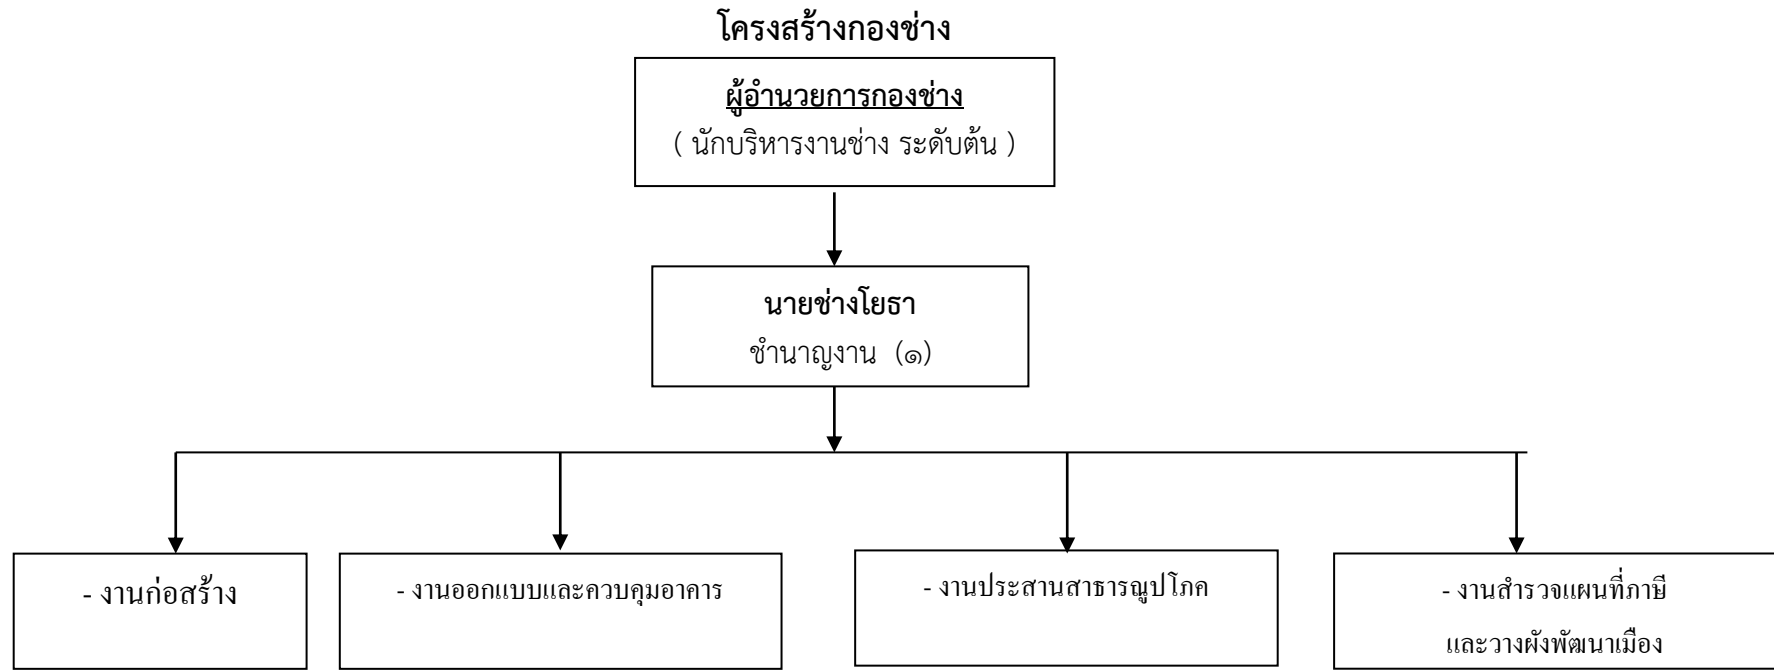 โครงสร้างกองช่าง
ผู้อำนวยการกองช่าง
( นักบริหารงานช่าง ระดับต้น )
นายช่างโยธา
ชำนาญงาน (๑)
- งานก่อสร้าง
- งานออกแบบและควบคุมอาคาร
- งานประสานสาธารณูปโภค
- งานสำรวจแผนที่ภาษี
และวางผังพัฒนาเมือง